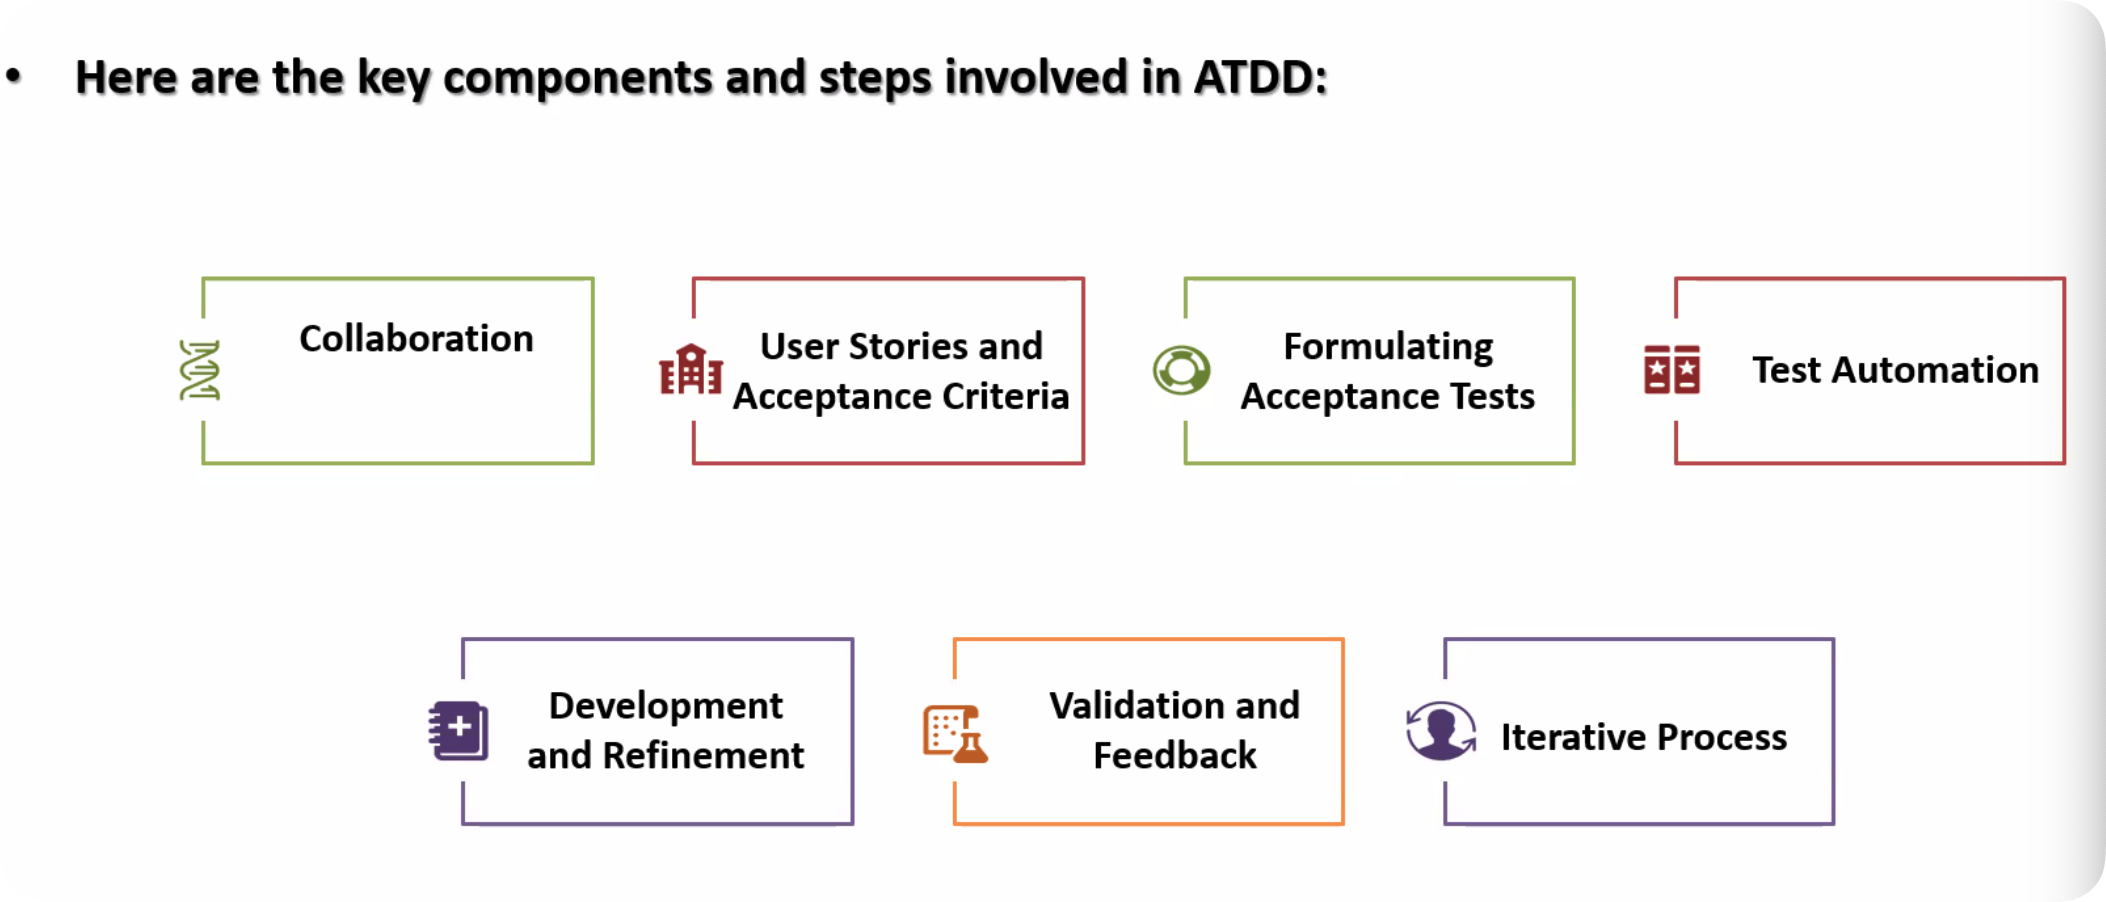 • Here are the key components and steps involved in ATDD:
Collaboration
User Stories and
Acceptance Criteria
Formulating
Acceptance Tests
Test Automation
Development
and Refinement
Validation and
Feedback
Iterative Process